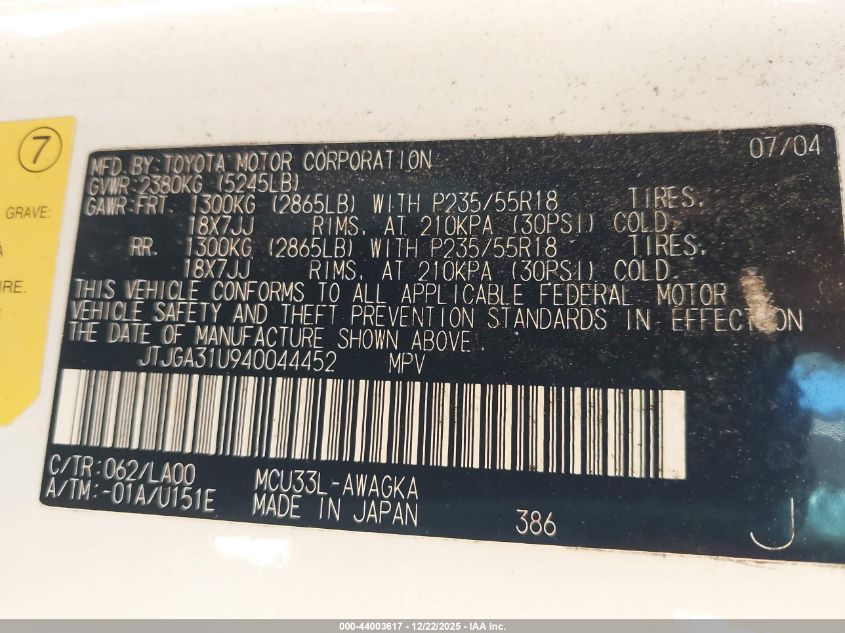 7
GRAVE:
MFD. BY: TOYOTA MOTOR CORPORATION 07/04
GVWR: 2380KG (5245LB)
GAWR: FRT. 1300KG (2865LB) WITH P235/55R18 TIRES,
18X7JJ RIMS, AT 210KPA (30PSI) COLD.
RR. 1300KG (2865LB) WITH P235/55R18 TIRES,
18X7JJ RIMS, AT 210KPA (30PSI) COLD.
THIS VEHICLE CONFORMS TO ALL APPLICABLE FEDERAL MOTOR
VEHICLE SAFETY AND THEFT PREVENTION STANDARDS IN EFFECT ON
THE DATE OF MANUFACTURE SHOWN ABOVE.
JTJGA31U940044452 MPV
C/TR: 062/LA00 MCU33L-AWAGKA
A/TM: -01A/U151E MADE IN JAPAN 386 J
000-44003617 - 12/22/2025 - IAA Inc.